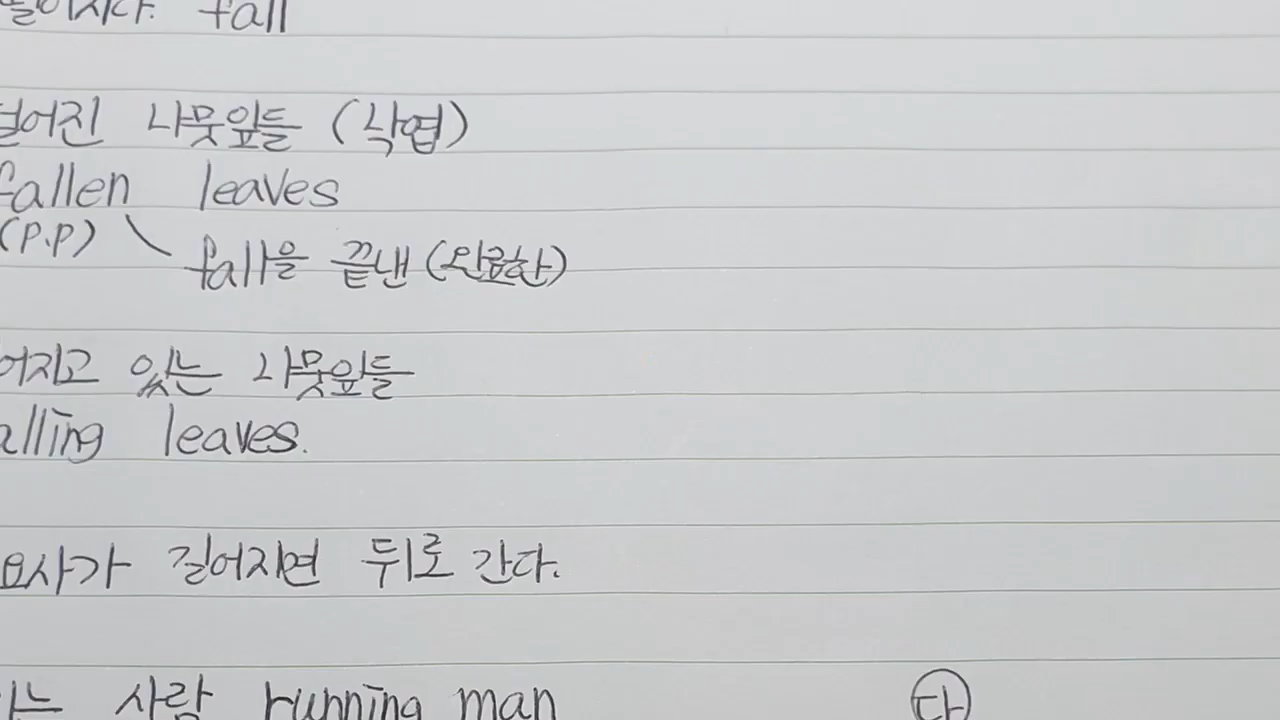 떨어지다. fall
떨어진 나뭇잎들 (낙엽)
fallen leaves
(P.P) fall을 끝낸 (완료한)
어지고 있는 나뭇잎들
alling leaves.
사가 길어지면 뒤로 간다.
는 사람 running man 다